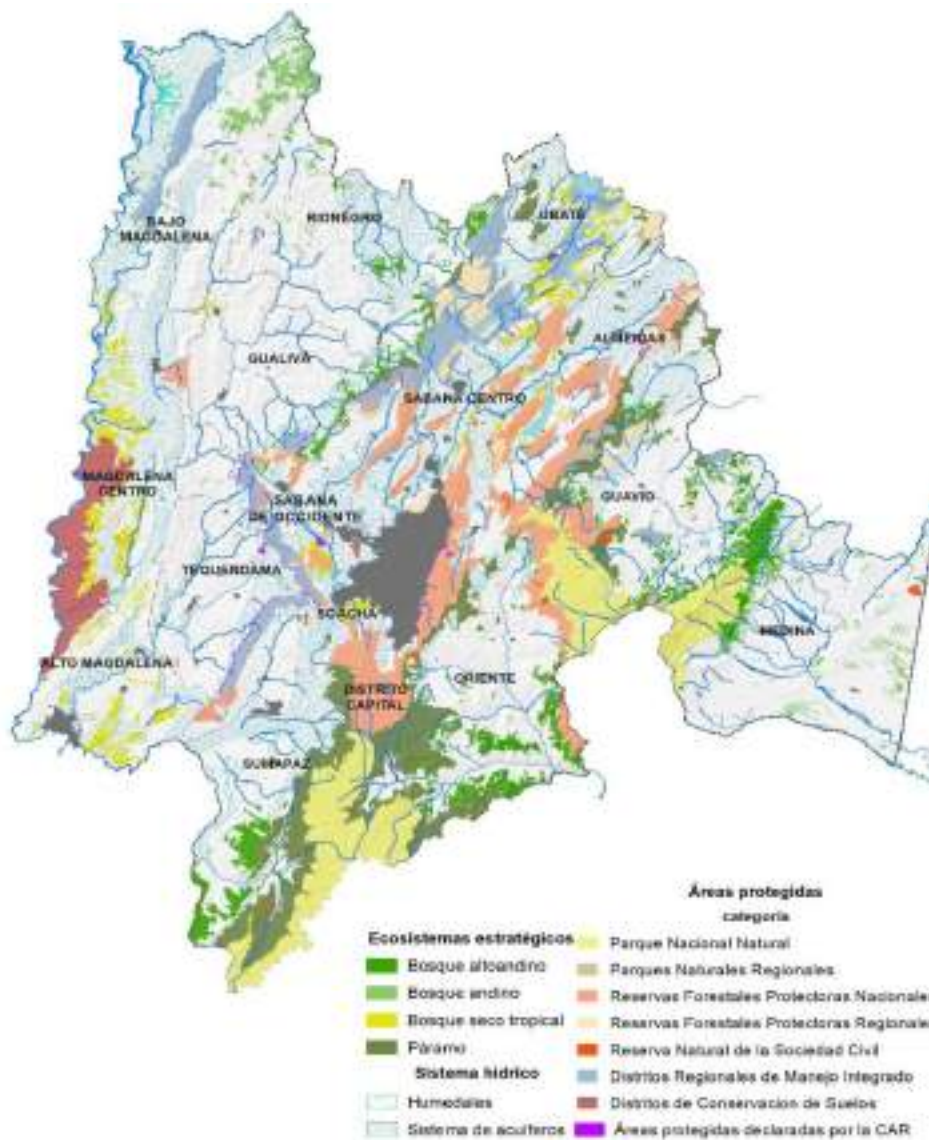 UBATÉ
RIONEGRO
BAJO
MAGDALENA
ALMEIDAS
GUALIVA
SABANA CENTRO
MAGDALENA
CENTRO
SABANA
DE OCCIDENTE
GUAVIO
TEQUENDAMA
SOACHA
MEDINA
ALTO MAGDALENA
ORIENTE
DISTRITO
CAPITAL
SUMAPAZ
Áreas protegidas
categoría
Ecosistemas estratégicos
Parque Nacional Natural
Bosque altoandino
Parques Naturales Regionales
Bosque andino
Reservas Forestales Protectoras Nacionales
Bosque seco tropical
Reservas Forestales Protectoras Regionales
Páramo
Reserva Natural de la Sociedad Civil
Sistema hídrico
Distritos Regionales de Manejo Integrado
Humedales
Distritos de Conservacion de Suelos
Sistema de acuíferos
Áreas protegidas declaradas por la CAR